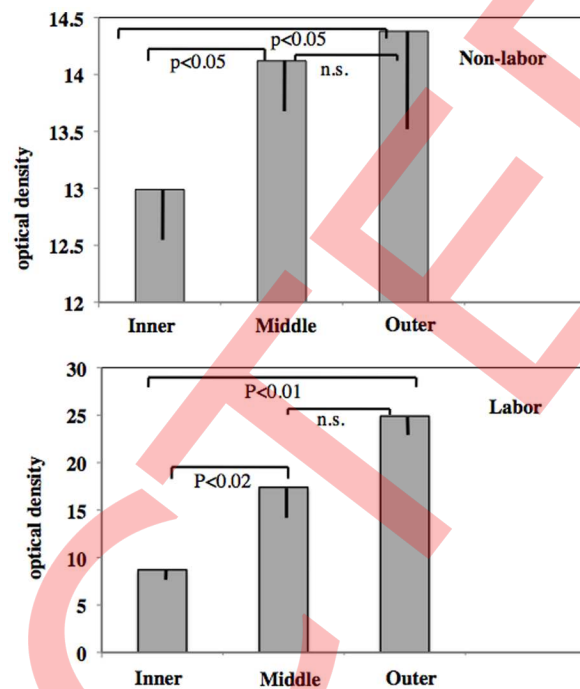 14.5
p<0.05
14
p<0.05
n.s.
Non-labor
13.5
optical density
13
12.5
12
Inner Middle Outer
30
P<0.01
25
n.s.
Labor
20
P<0.02
15
optical density
10
5
0
Inner Middle Outer